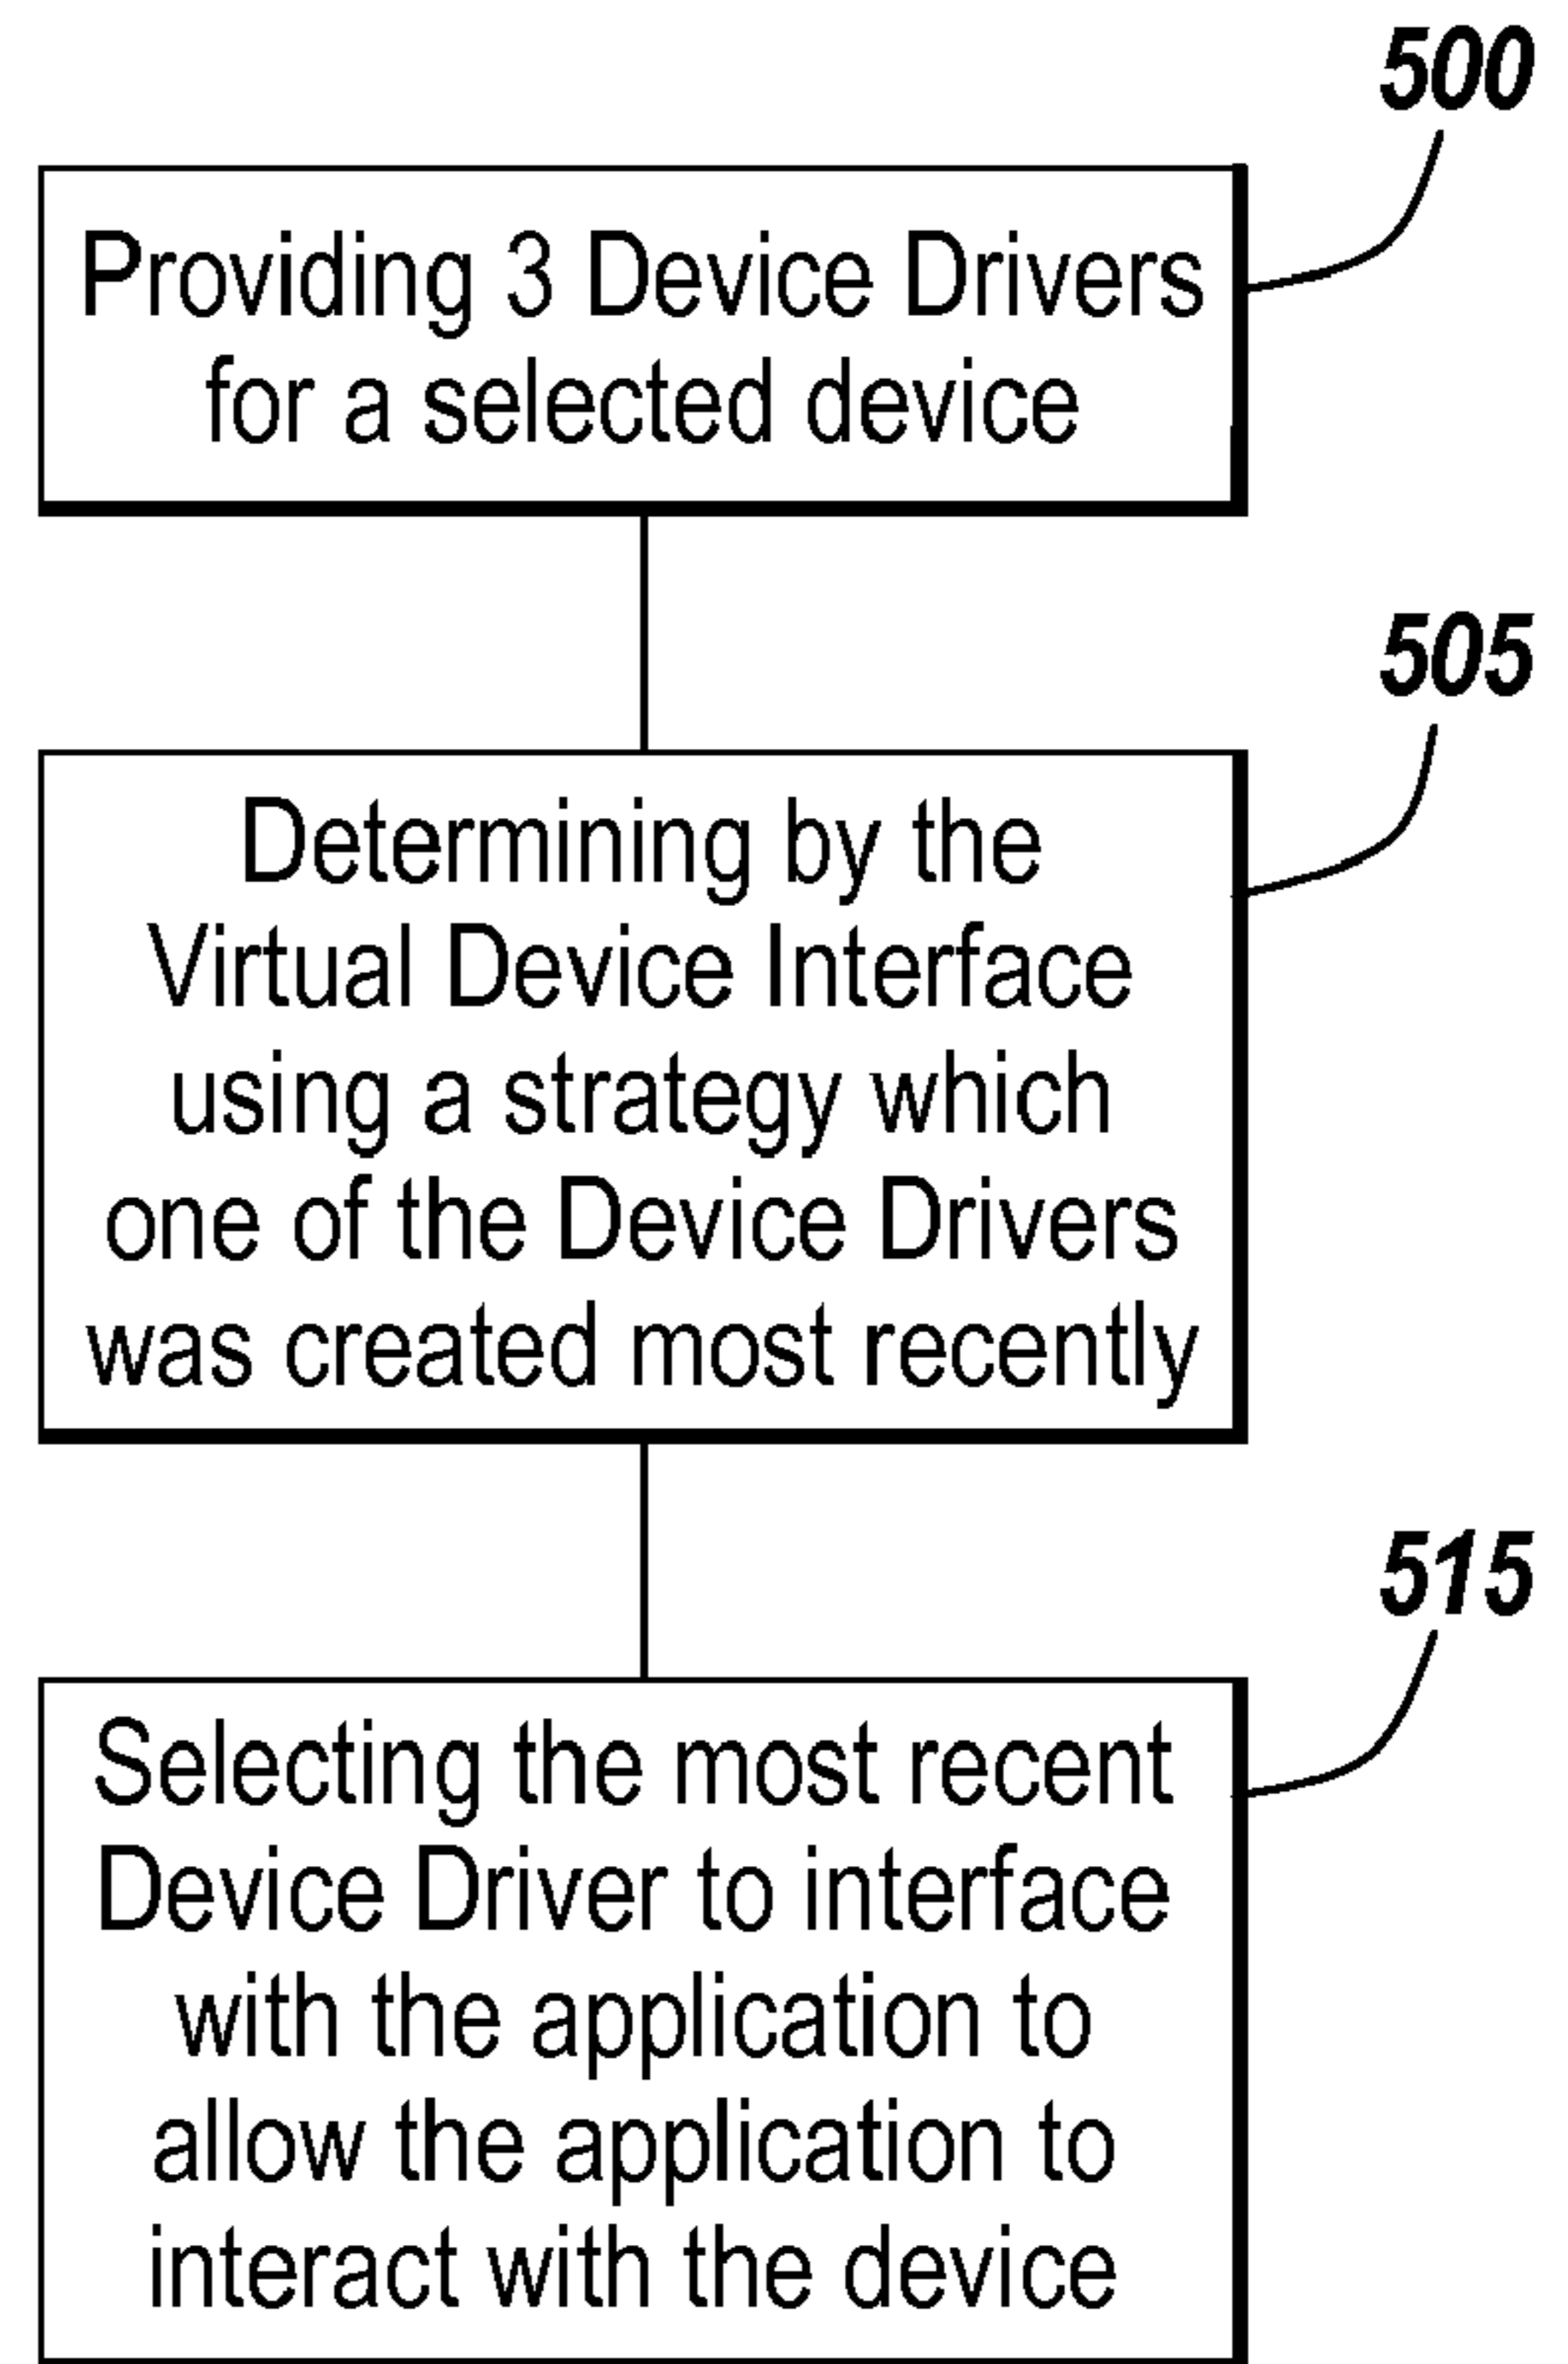 500
Providing 3 Device Drivers
for a selected device
505
Determining by the
Virtual Device Interface
using a strategy which
one of the Device Drivers
was created most recently
515
Selecting the most recent
Device Driver to interface
with the application to
allow the application to
interact with the device